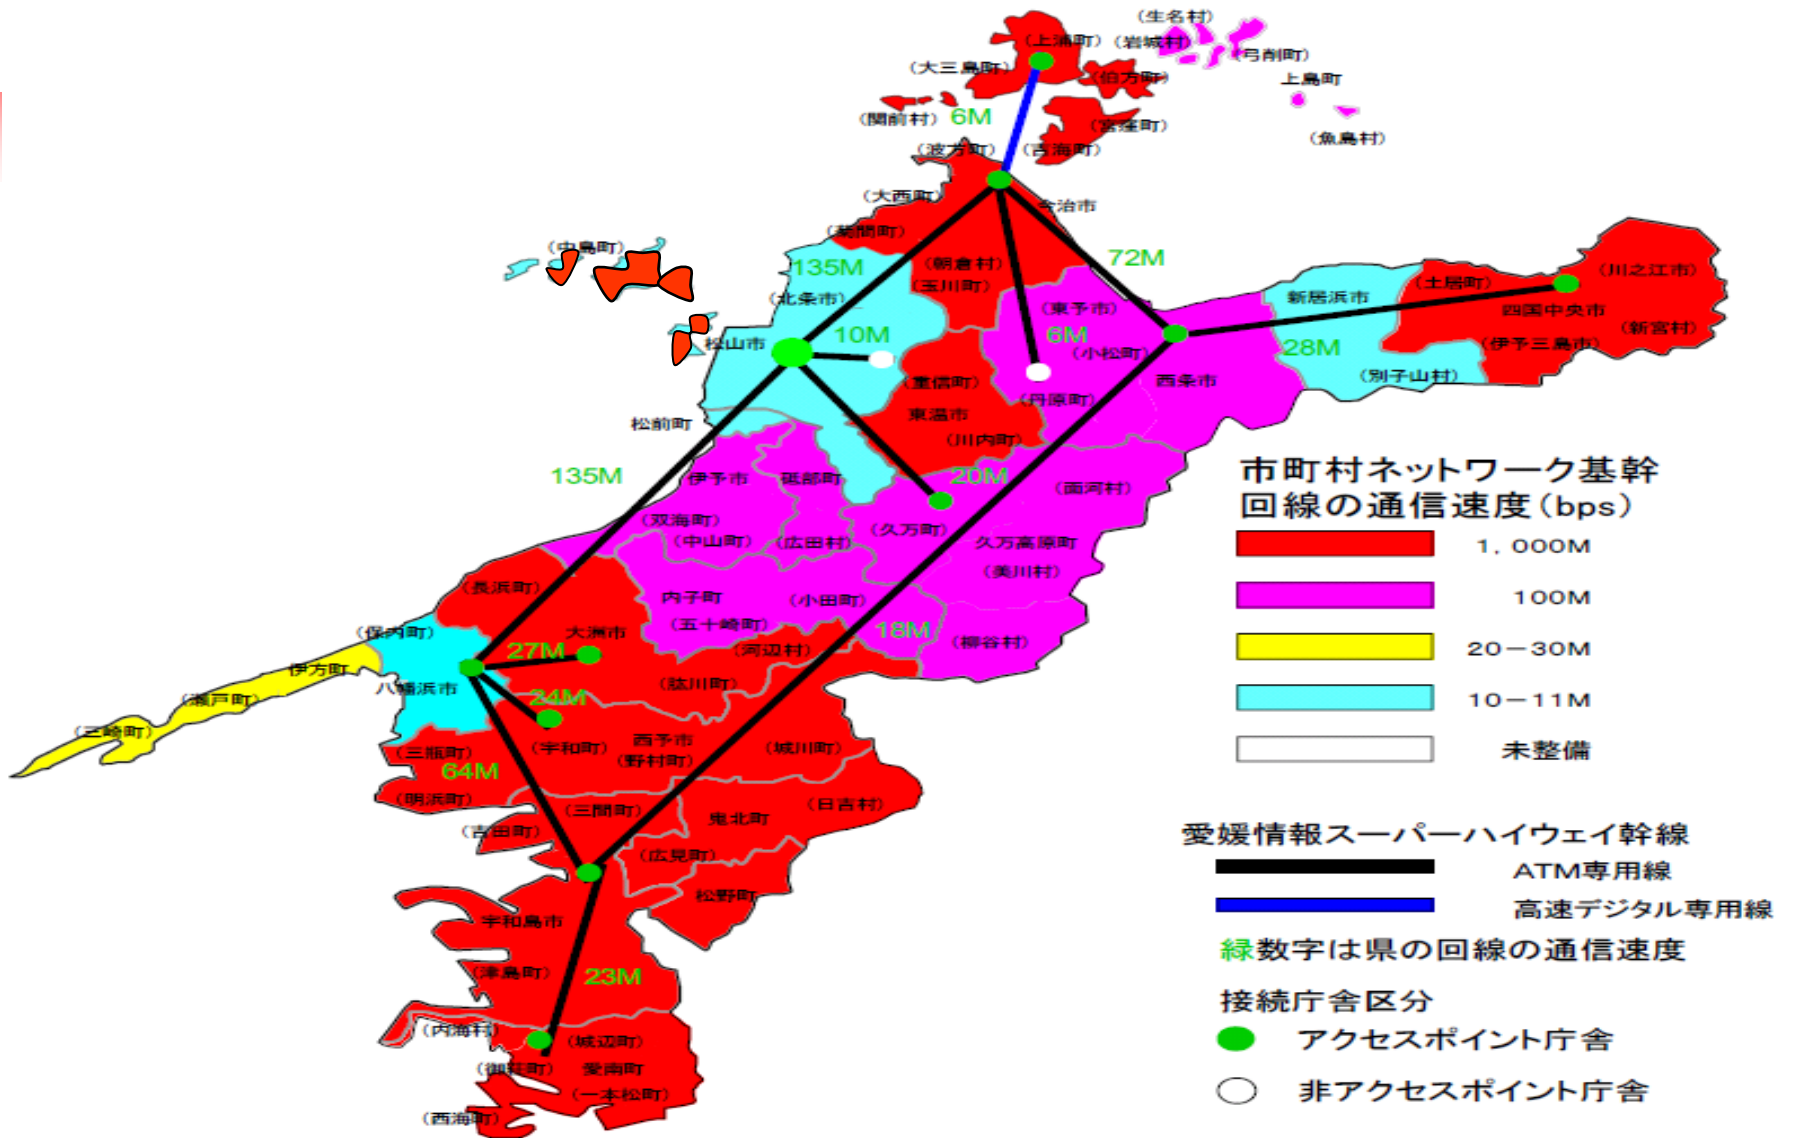 (生名村)
(上浦町)
(岩城村)
(弓削町)
(大三島町)
(伯方町)
上島町
(関前村)
6M
(宮窪町)
(魚島村)
(波方町)
(吉海町)
(大西町)
今治市
(菊間町)
(中島町)
135M
(朝倉村)
72M
(川之江市)
(玉川町)
(土居町)
(北条市)
(東予市)
新居浜市
四国中央市
10M
6M
(新宮村)
松山市
(小松町)
28M
(伊予三島市)
(重信町)
西条市
(別子山村)
(丹原町)
東温市
松前町
(川内町)
135M
伊予市
砥部町
20M
(面河村)
(双海町)
(久万町)
(中山町)
(広田村)
久万高原町
(美川村)
(長浜町)
内子町
(小田町)
(五十崎町)
18M
(保内町)
大洲市
(柳谷村)
27M
(河辺村)
伊方町
八幡浜市
(肱川町)
(瀬戸町)
24M
(三崎町)
(三瓶町)
(宇和町)
西予市
(城川町)
(野村町)
64M
(明浜町)
(三間町)
(日吉村)
(吉田町)
鬼北町
(広見町)
松野町
宇和島市
(津島町)
23M
(内海村)
(城辺町)
(御荘町)
愛南町
(一本松町)
(西海町)
市町村ネットワーク基幹
回線の通信速度(bps)
1,000M
100M
20-30M
10-11M
未整備
愛媛情報スーパーハイウェイ幹線
ATM専用線
高速デジタル専用線
緑数字は県の回線の通信速度
接続庁舎区分
アクセスポイント庁舎
非アクセスポイント庁舎